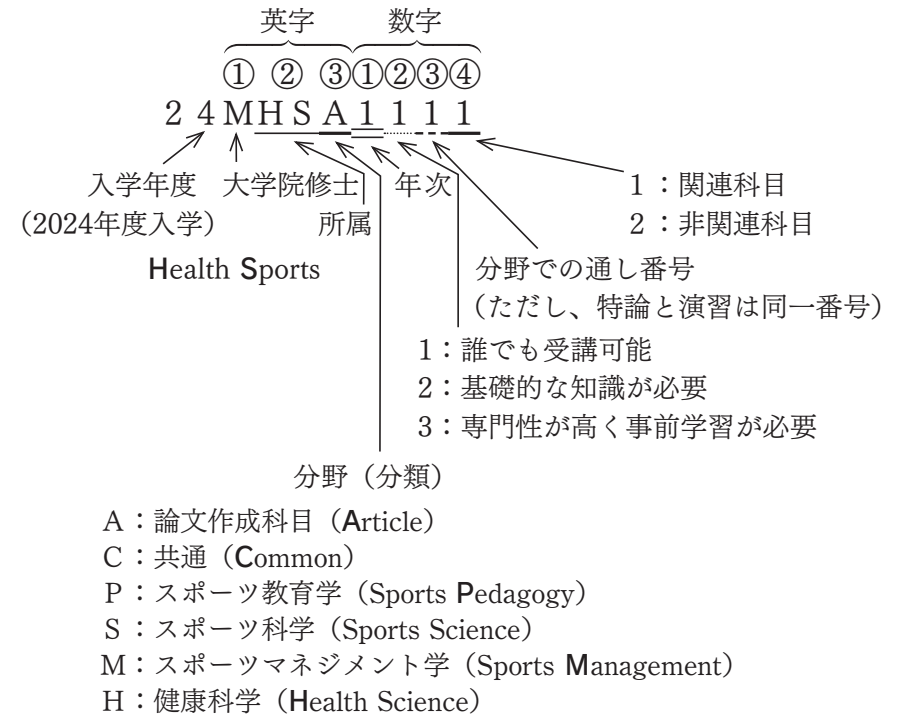 英字 数字
① ② ③①②③④
２４ＭＨＳＡ１１１１
入学年度 大学院修士 年次 １：関連科目
（2024年度入学） 所属 ２：非関連科目
Health Sports 分野での通し番号
（ただし、特論と演習は同一番号）
１：誰でも受講可能
２：基礎的な知識が必要
３：専門性が高く事前学習が必要
分野（分類）
Ａ：論文作成科目（Article）
Ｃ：共通（Common）
Ｐ：スポーツ教育学（Sports Pedagogy）
Ｓ：スポーツ科学（Sports Science）
Ｍ：スポーツマネジメント学（Sports Management）
Ｈ：健康科学（Health Science）